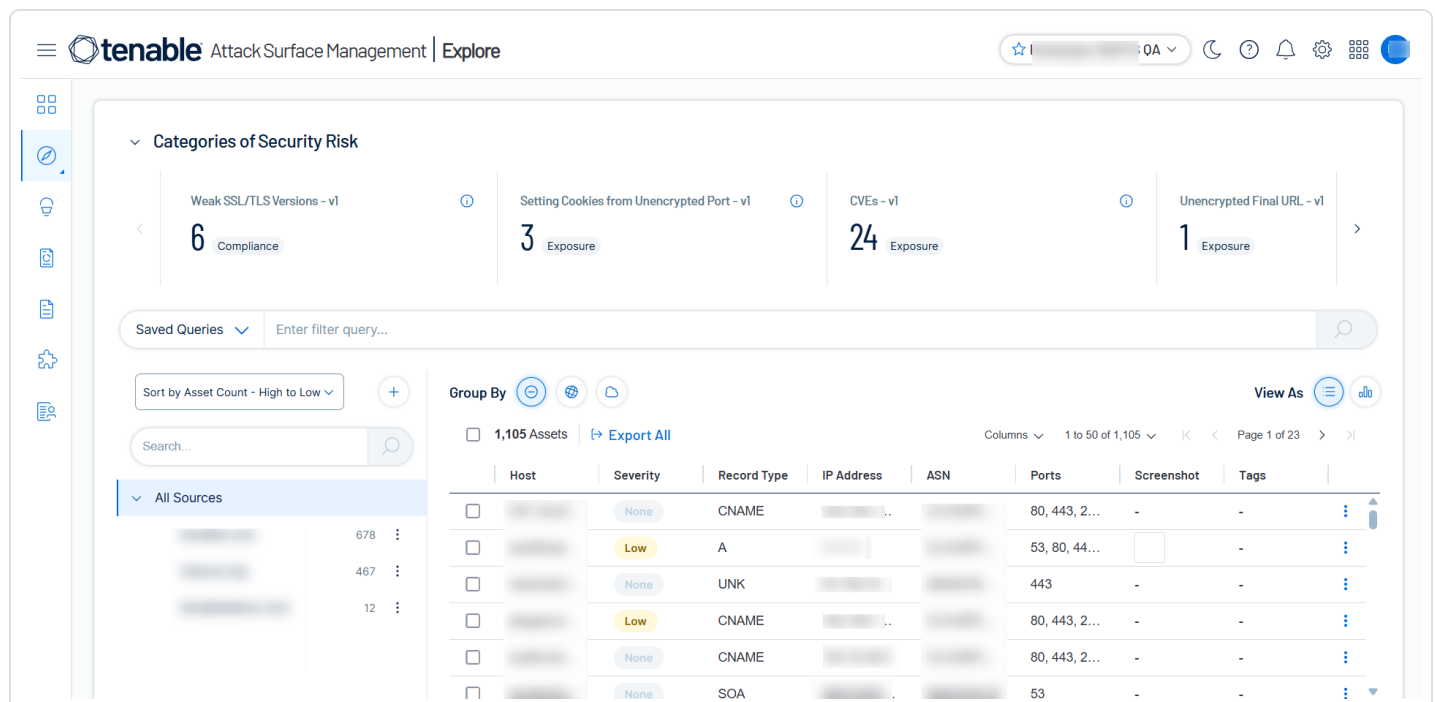 tenable Attack Surface Management | Explore
QA
Categories of Security Risk
Weak SSL/TLS Versions - v1
6 Compliance
Setting Cookies from Unencrypted Port - v1
3 Exposure
CVEs - v1
24 Exposure
Unencrypted Final URL - v1
1 Exposure
Saved Queries Enter filter query...
Sort by Asset Count - High to Low
Search...
All Sources
678
467
12
Group By View As
1,105 Assets Export All Columns 1 to 50 of 1,105 Page 1 of 23
Host Severity Record Type IP Address ASN Ports Screenshot Tags
None CNAME .. 80, 443, 2... - -
Low A 53, 80, 44... -
None UNK 443 - -
Low CNAME .. 80, 443, 2... - -
None CNAME 80, 443, 2... - -
None SOA . 53 - -